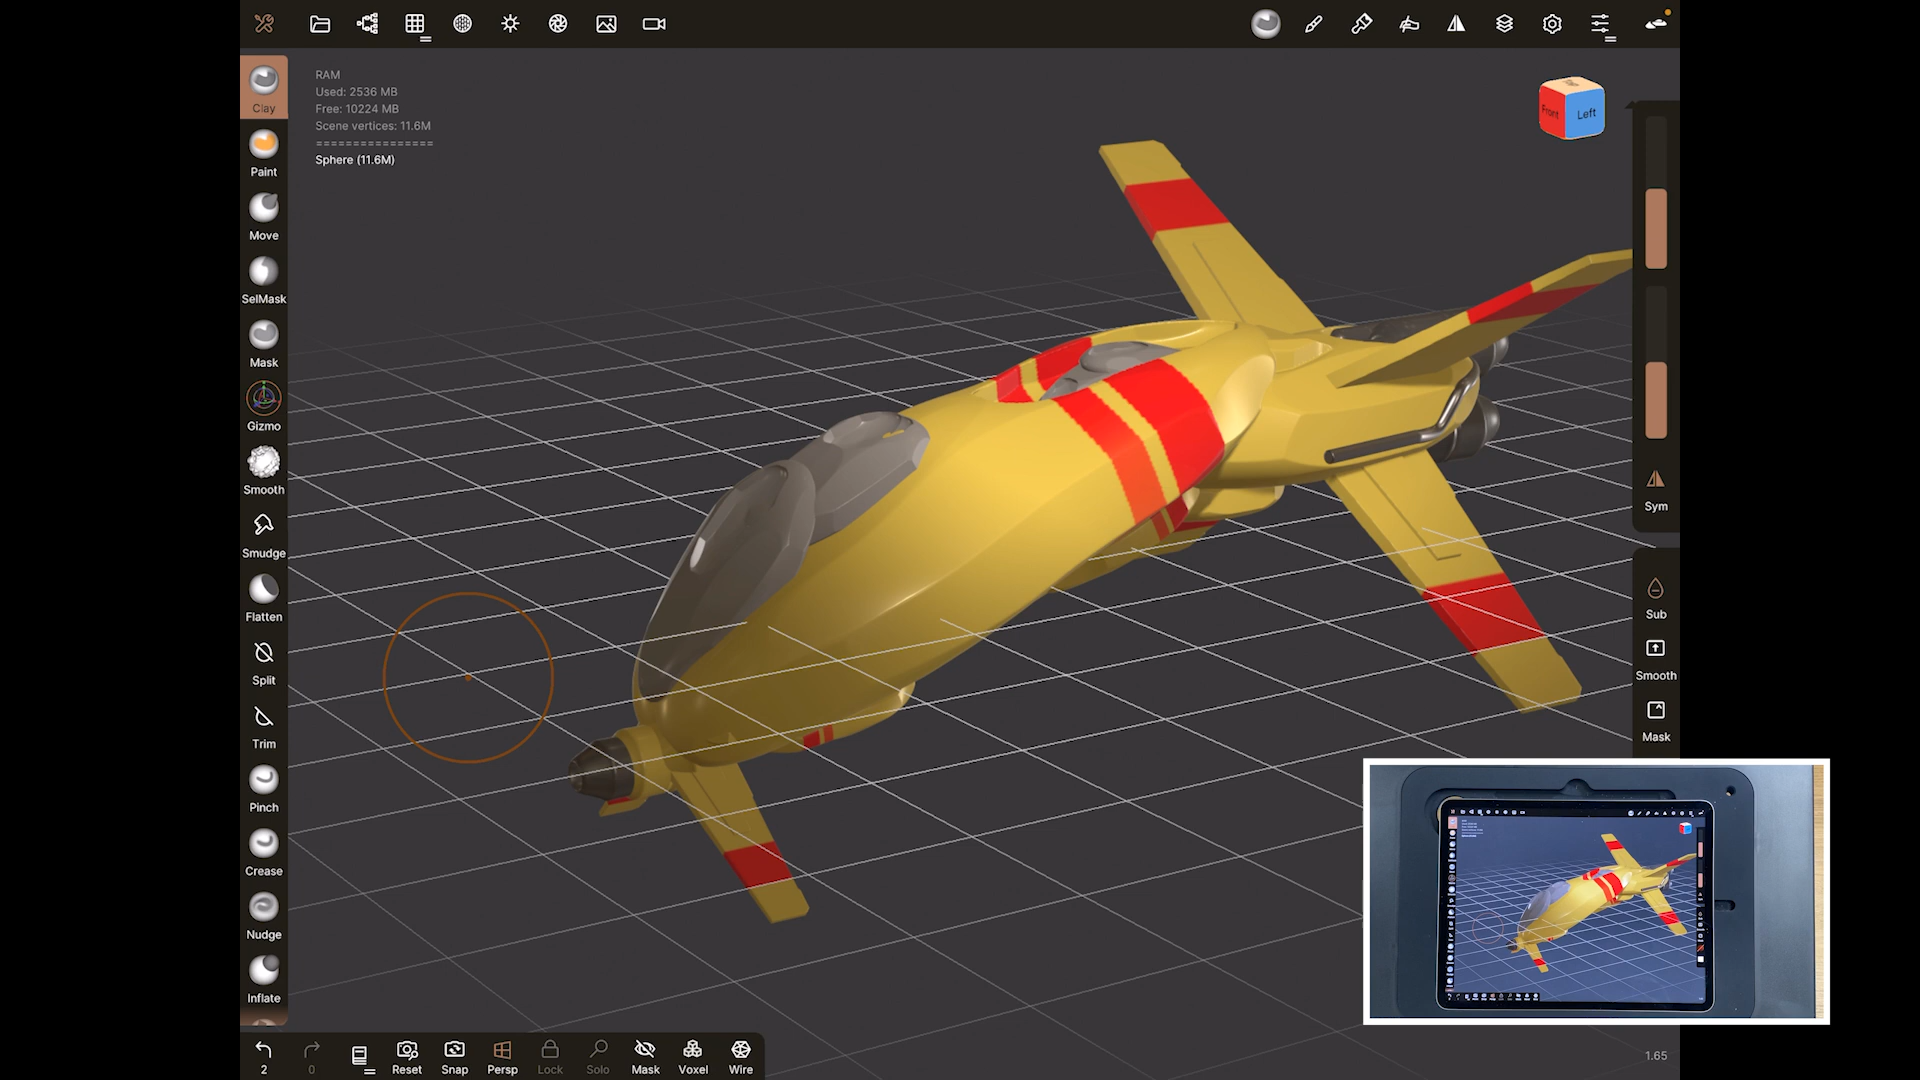 RAM
Used: 2536 MB
Free: 10224 MB
Scene vertices: 11.6M
================
Sphere (11.6M)
Clay
Paint
Move
SelMask
Mask
Gizmo
Smooth
Smudge
Flatten
Split
Trim
Pinch
Crease
Nudge
Inflate
Front
Left
Sym
Sub
Smooth
Mask
2
0
Reset
Snap
Persp
Lock
Solo
Mask
Voxel
Wire
1.65